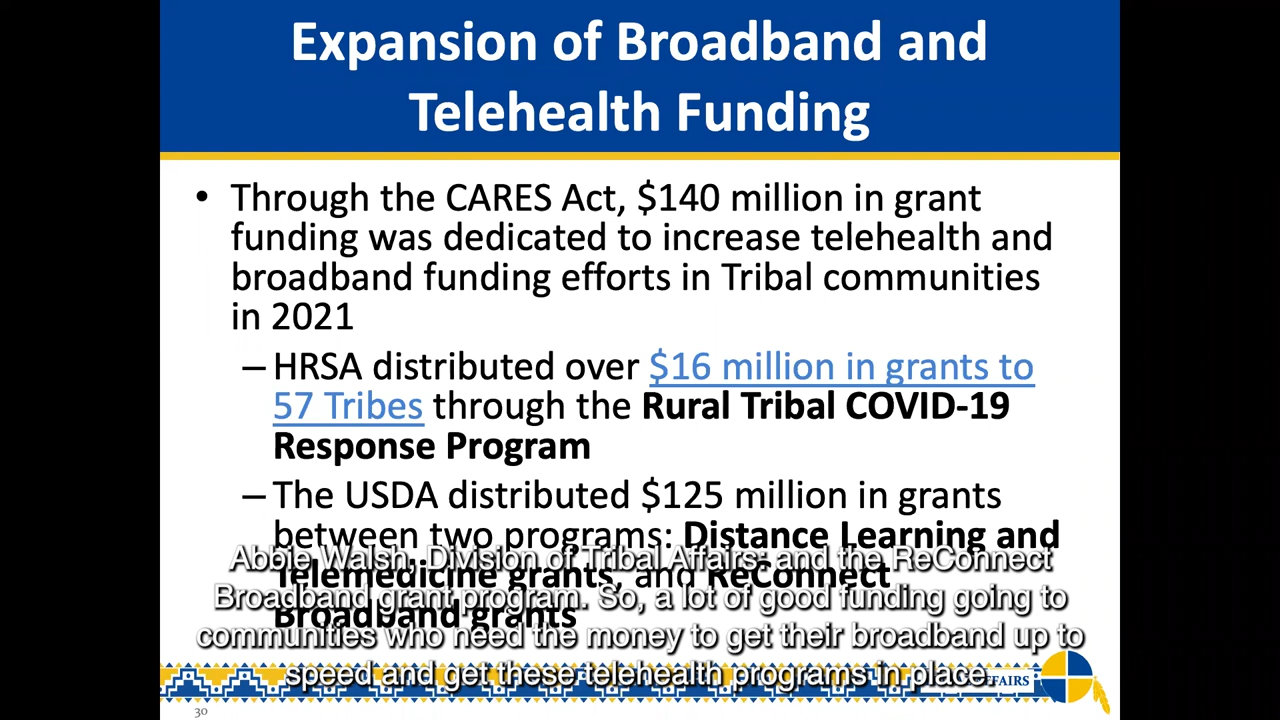 Expansion of Broadband and
Telehealth Funding
• Through the CARES Act, $140 million in grant
funding was dedicated to increase telehealth and
broadband funding efforts in Tribal communities
in 2021
– HRSA distributed over $16 million in grants to
57 Tribes through the Rural Tribal COVID-19
Response Program
– The USDA distributed $125 million in grants
between two programs: Distance Learning and
Telemedicine grants, and ReConnect
Broadband grants
Abbie Walsh, Division of Tribal Affairs: and the ReConnect
Broadband grant program. So, a lot of good funding going to
communities who need the money to get their broadband up to
speed and get these telehealth programs in place.
30